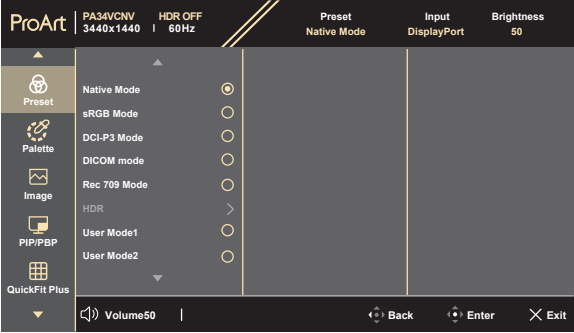 ProArt
PA34VCNV HDR OFF
3440x1440 | 60Hz
Preset
Native Mode
Input
DisplayPort
Brightness
50
Preset
Palette
Image
PIP/PBP
QuickFit Plus
Native Mode
sRGB Mode
DCI-P3 Mode
DICOM mode
Rec 709 Mode
HDR
User Mode1
User Mode2
Volume50 |
Back
Enter
Exit